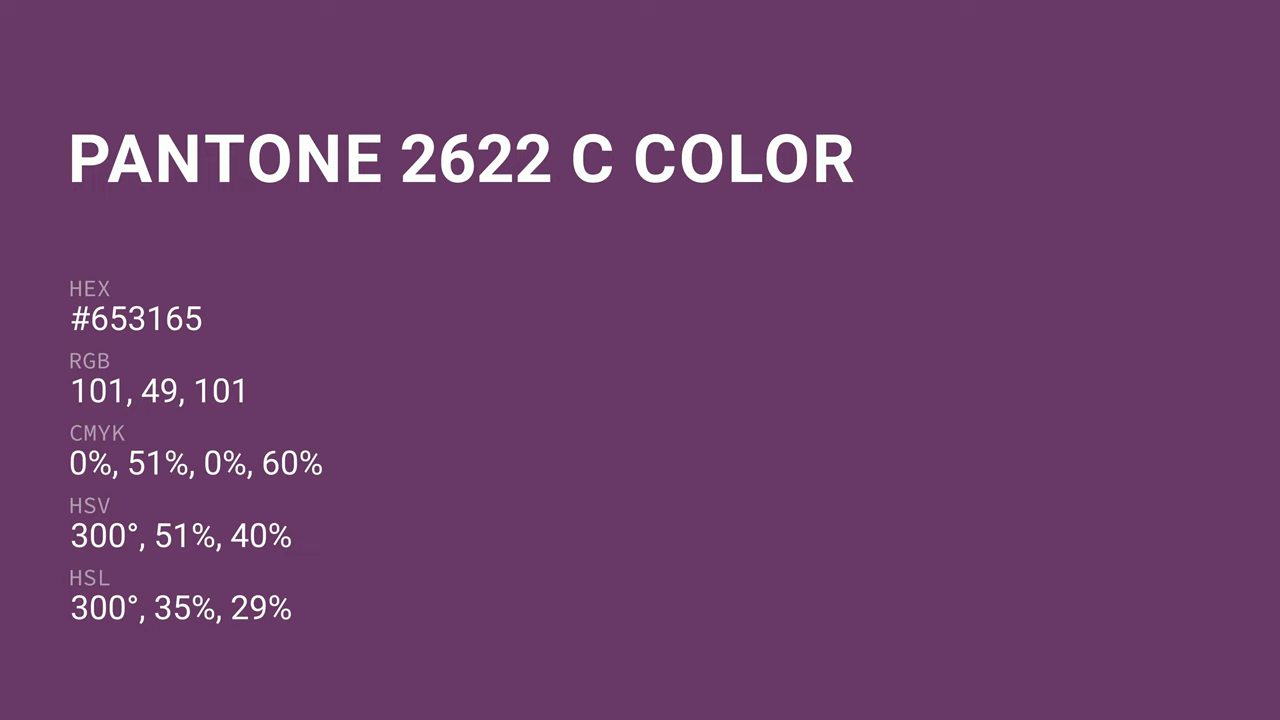 PANTONE 2622 C COLOR
HEX
#653165
RGB
101, 49, 101
CMYK
0%, 51%, 0%, 60%
HSV
300°, 51%, 40%
HSL
300°, 35%, 29%